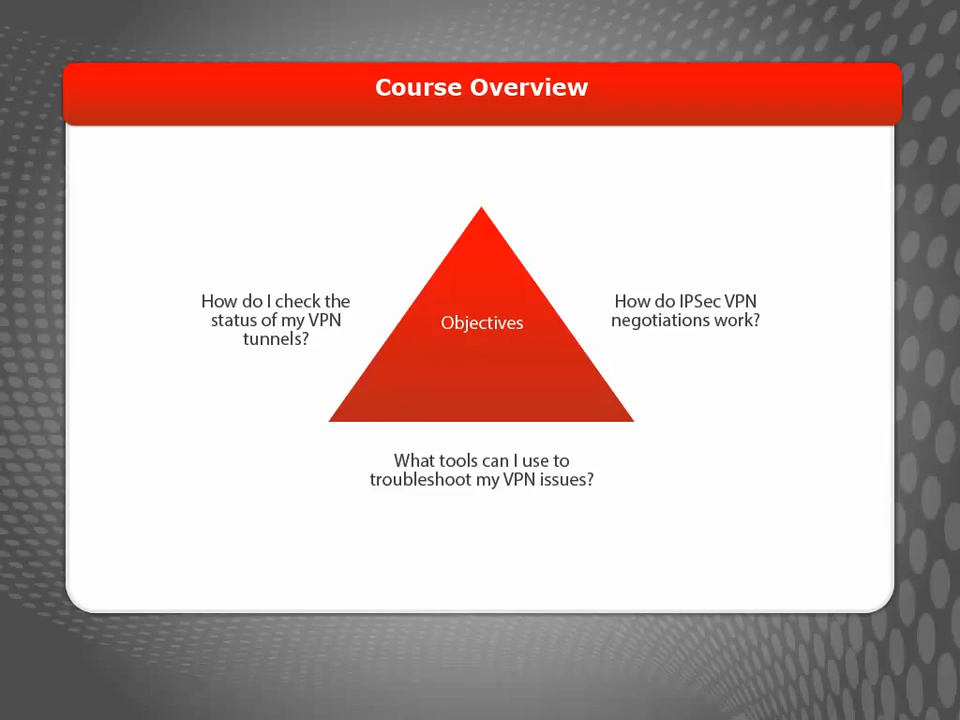 Course Overview
How do I check the
status of my VPN
tunnels?
Objectives
How do IPSec VPN
negotiations work?
What tools can I use to
troubleshoot my VPN issues?